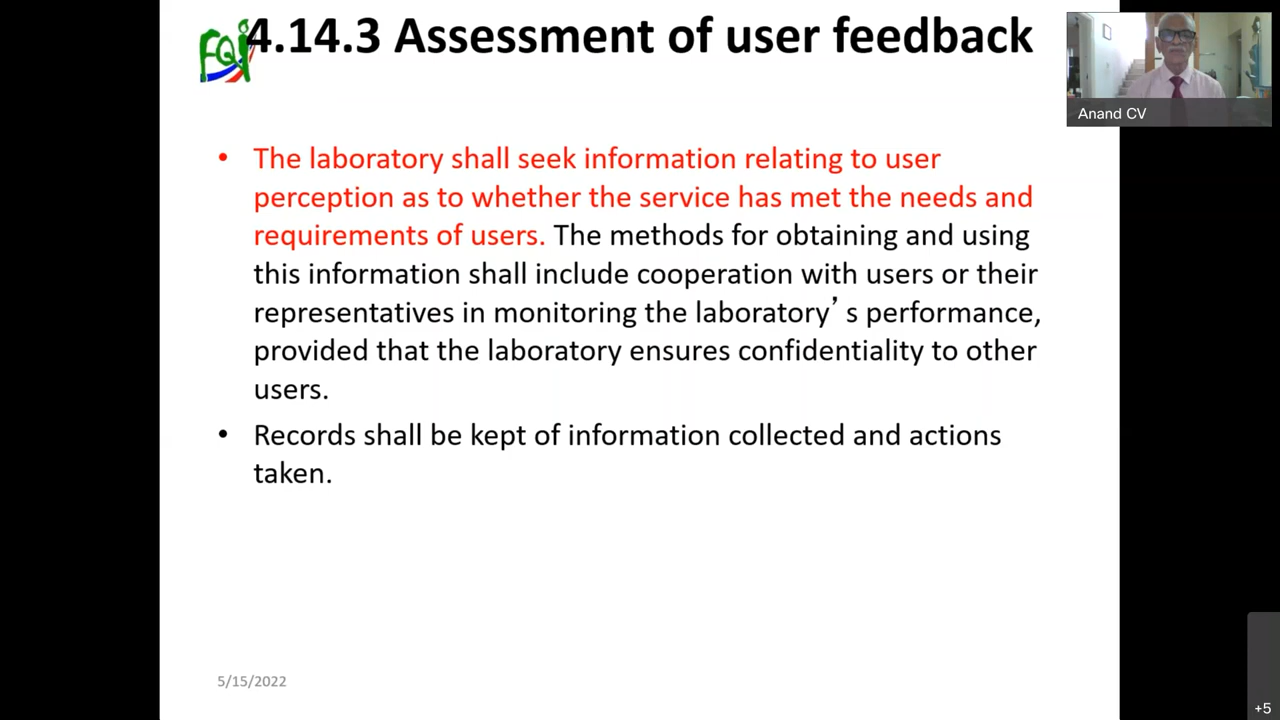 FQI
4.14.3 Assessment of user feedback
Anand CV
• The laboratory shall seek information relating to user
perception as to whether the service has met the needs and
requirements of users. The methods for obtaining and using
this information shall include cooperation with users or their
representatives in monitoring the laboratory’ s performance,
provided that the laboratory ensures confidentiality to other
users.
• Records shall be kept of information collected and actions
taken.
5/15/2022
+5